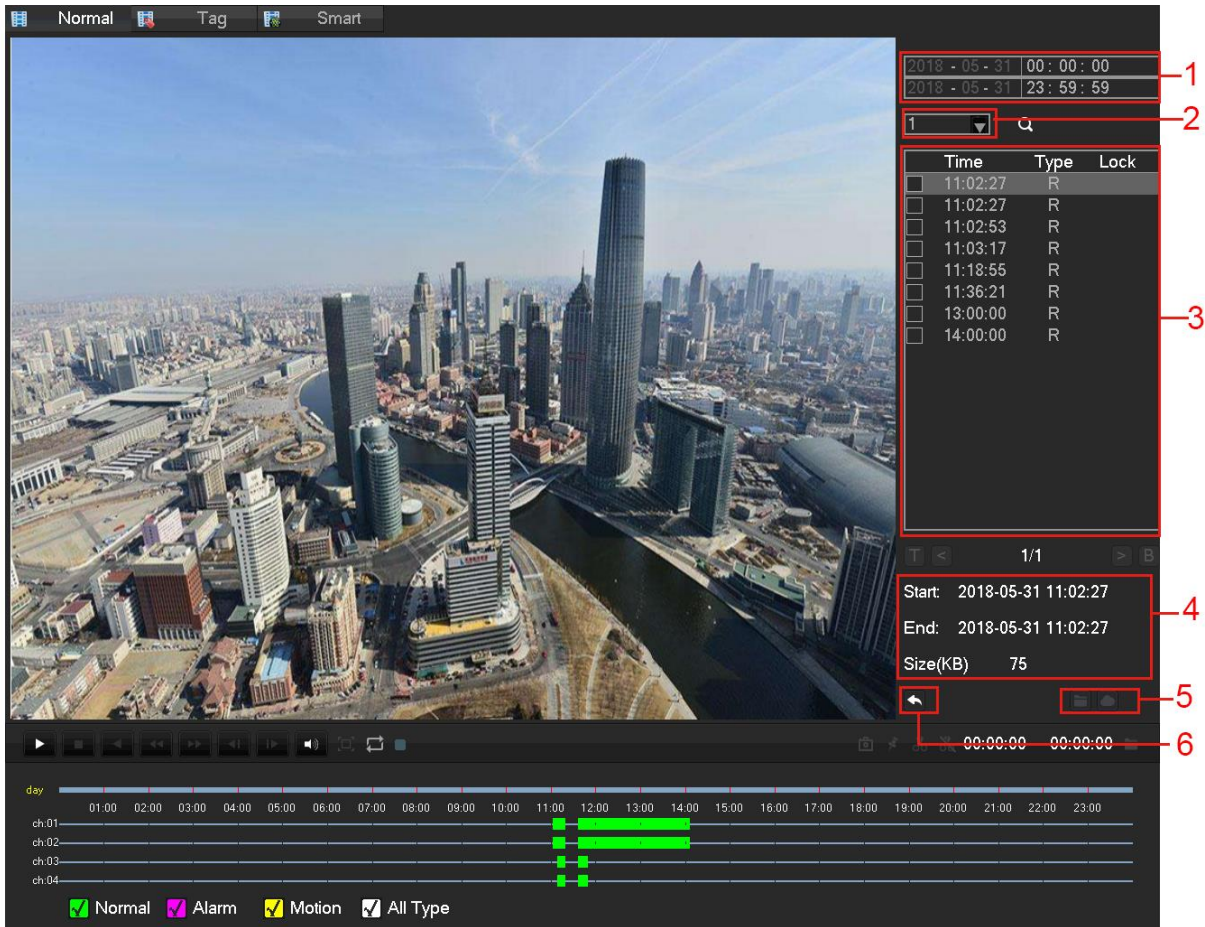 Normal Tag Smart
2018 - 05 - 31 00 : 00 : 00
2018 - 05 - 31 23 : 59 : 59
1
1
2
Time Type Lock
11:02:27 R
11:02:27 R
11:02:53 R
11:03:17 R
11:18:55 R
11:36:21 R
13:00:00 R
14:00:00 R
3
T < 1/1 > B
Start: 2018-05-31 11:02:27
End: 2018-05-31 11:02:27
Size(KB) 75
4
5
00:00:00 00:00:00
6
day
01:00 02:00 03:00 04:00 05:00 06:00 07:00 08:00 09:00 10:00 11:00 12:00 13:00 14:00 15:00 16:00 17:00 18:00 19:00 20:00 21:00 22:00 23:00
ch:01
ch:02
ch:03
ch:04
Normal Alarm Motion All Type